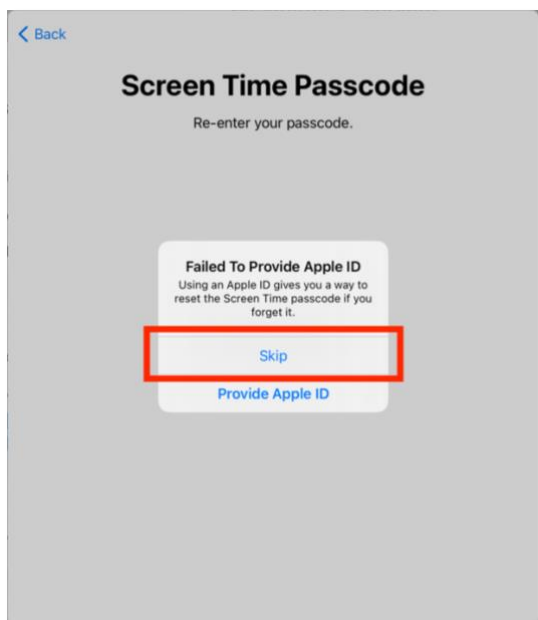 Back
Screen Time Passcode
Re-enter your passcode.
Failed To Provide Apple ID
Using an Apple ID gives you a way to
reset the Screen Time passcode if you
forget it.
Skip
Provide Apple ID